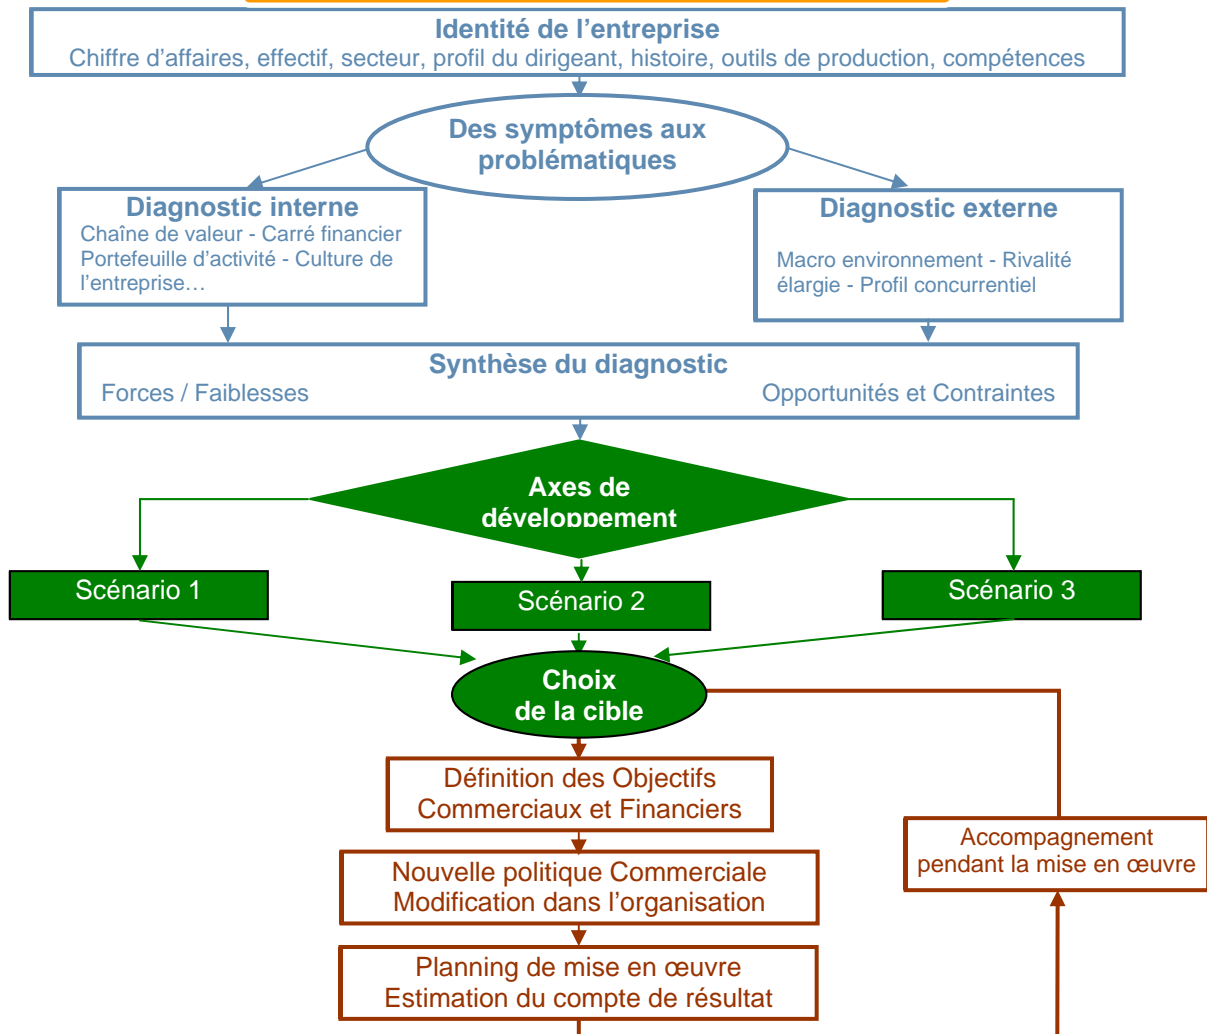 Identité de l'entreprise
Chiffre d'affaires, effectif, secteur, profil du dirigeant, histoire, outils de production, compétences
Des symptômes aux
problématiques
Diagnostic interne
Chaîne de valeur - Carré financier
Portefeuille d'activité - Culture de
l'entreprise…
Diagnostic externe
Macro environnement - Rivalité
élargie - Profil concurrentiel
Synthèse du diagnostic
Forces / Faiblesses
Opportunités et Contraintes
Axes de
développement
Scénario 1
Scénario 2
Scénario 3
Choix
de la cible
Définition des Objectifs
Commerciaux et Financiers
Accompagnement
pendant la mise en œuvre
Nouvelle politique Commerciale
Modification dans l'organisation
Planning de mise en œuvre
Estimation du compte de résultat